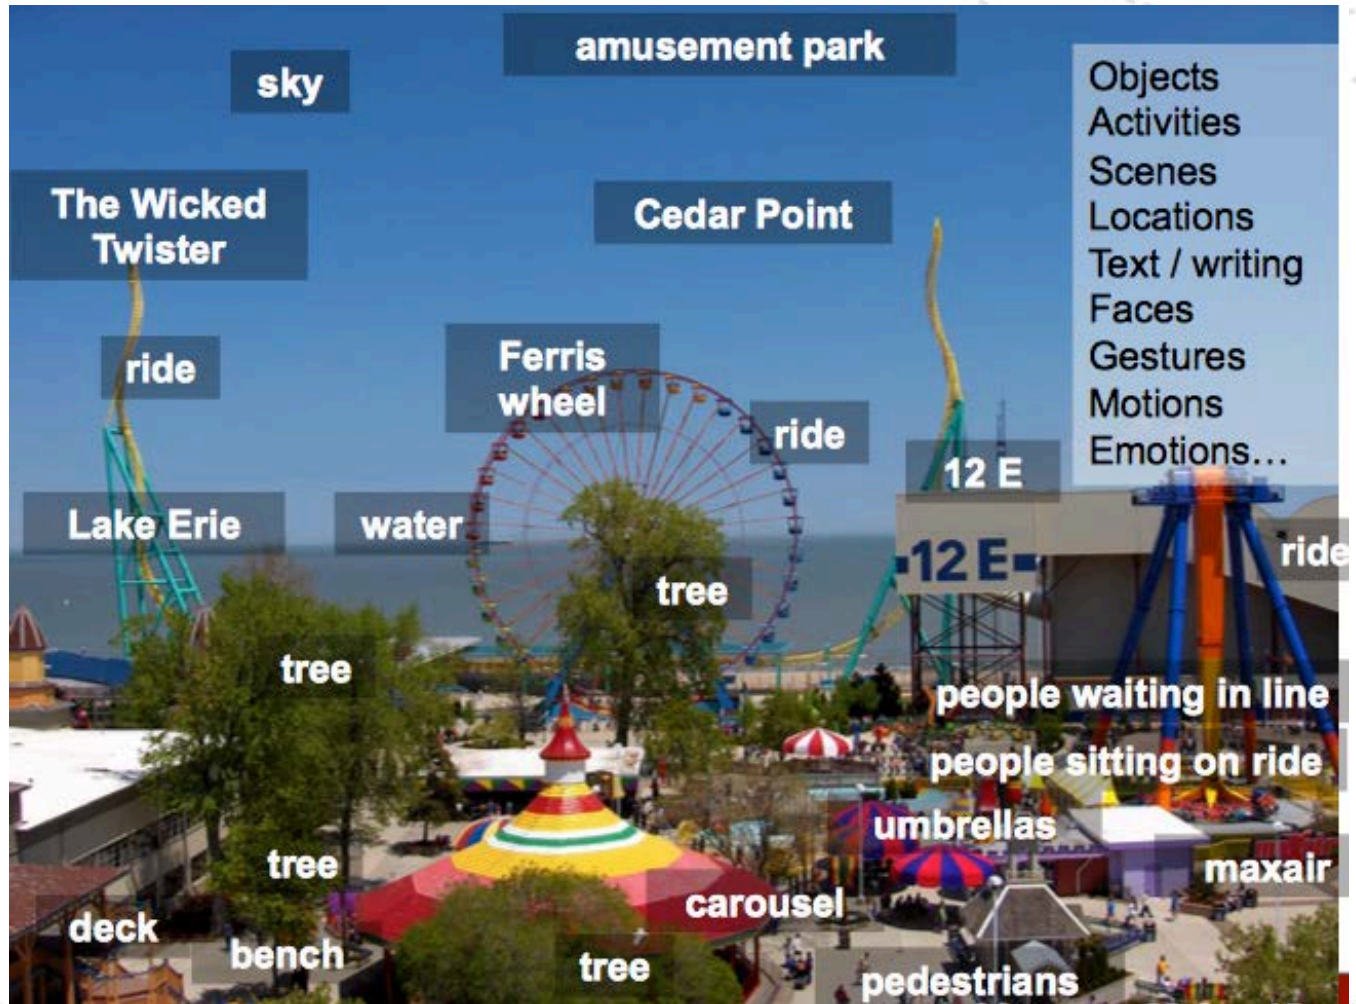 amusement park
sky
Objects
Activities
Scenes
Locations
Text / writing
Faces
Gestures
Motions
Emotions...
The Wicked
Twister
Cedar Point
ride
Ferris
wheel
ride
12 E
Lake Erie
water
12 E
ride
tree
tree
people waiting in line
people sitting on ride
umbrellas
tree
maxair
carousel
deck
bench
tree
pedestrians